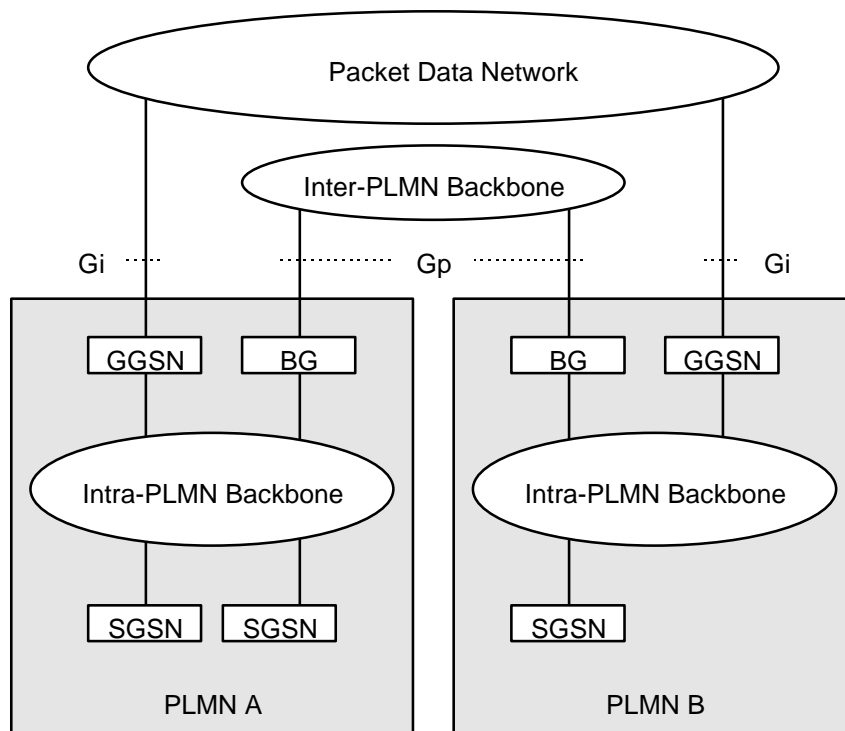 Packet Data Network
Inter-PLMN Backbone
Gi
Gp
Gi
GGSN
BG
BG
GGSN
Intra-PLMN Backbone
Intra-PLMN Backbone
SGSN
SGSN
SGSN
PLMN A
PLMN B